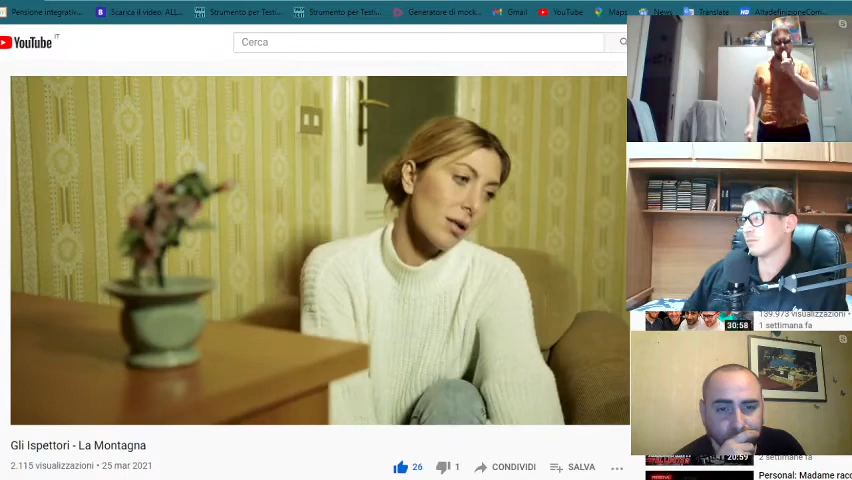 Pensione integrativ...
Scarica il video: ALL...
Strumento per Testi...
Strumento per Testi...
Generatore di mock...
Gmail
YouTube
Maps
News
Translate
AltadefinizioneCom...
YouTube IT
Cerca
30:58
139.973 visualizzazioni •
1 settimana fa
Gli Ispettori - La Montagna
2.115 visualizzazioni • 25 mar 2021
26
1
CONDIVIDI
SALVA
20:59
2 settimane fa
Personal: Madame racc